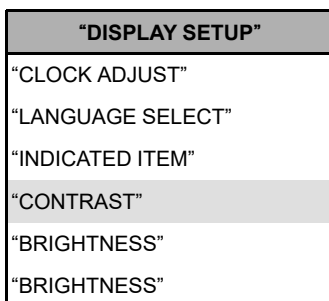 “DISPLAY SETUP”
“CLOCK ADJUST”
“LANGUAGE SELECT”
“INDICATED ITEM”
“CONTRAST”
“BRIGHTNESS”
“BRIGHTNESS”